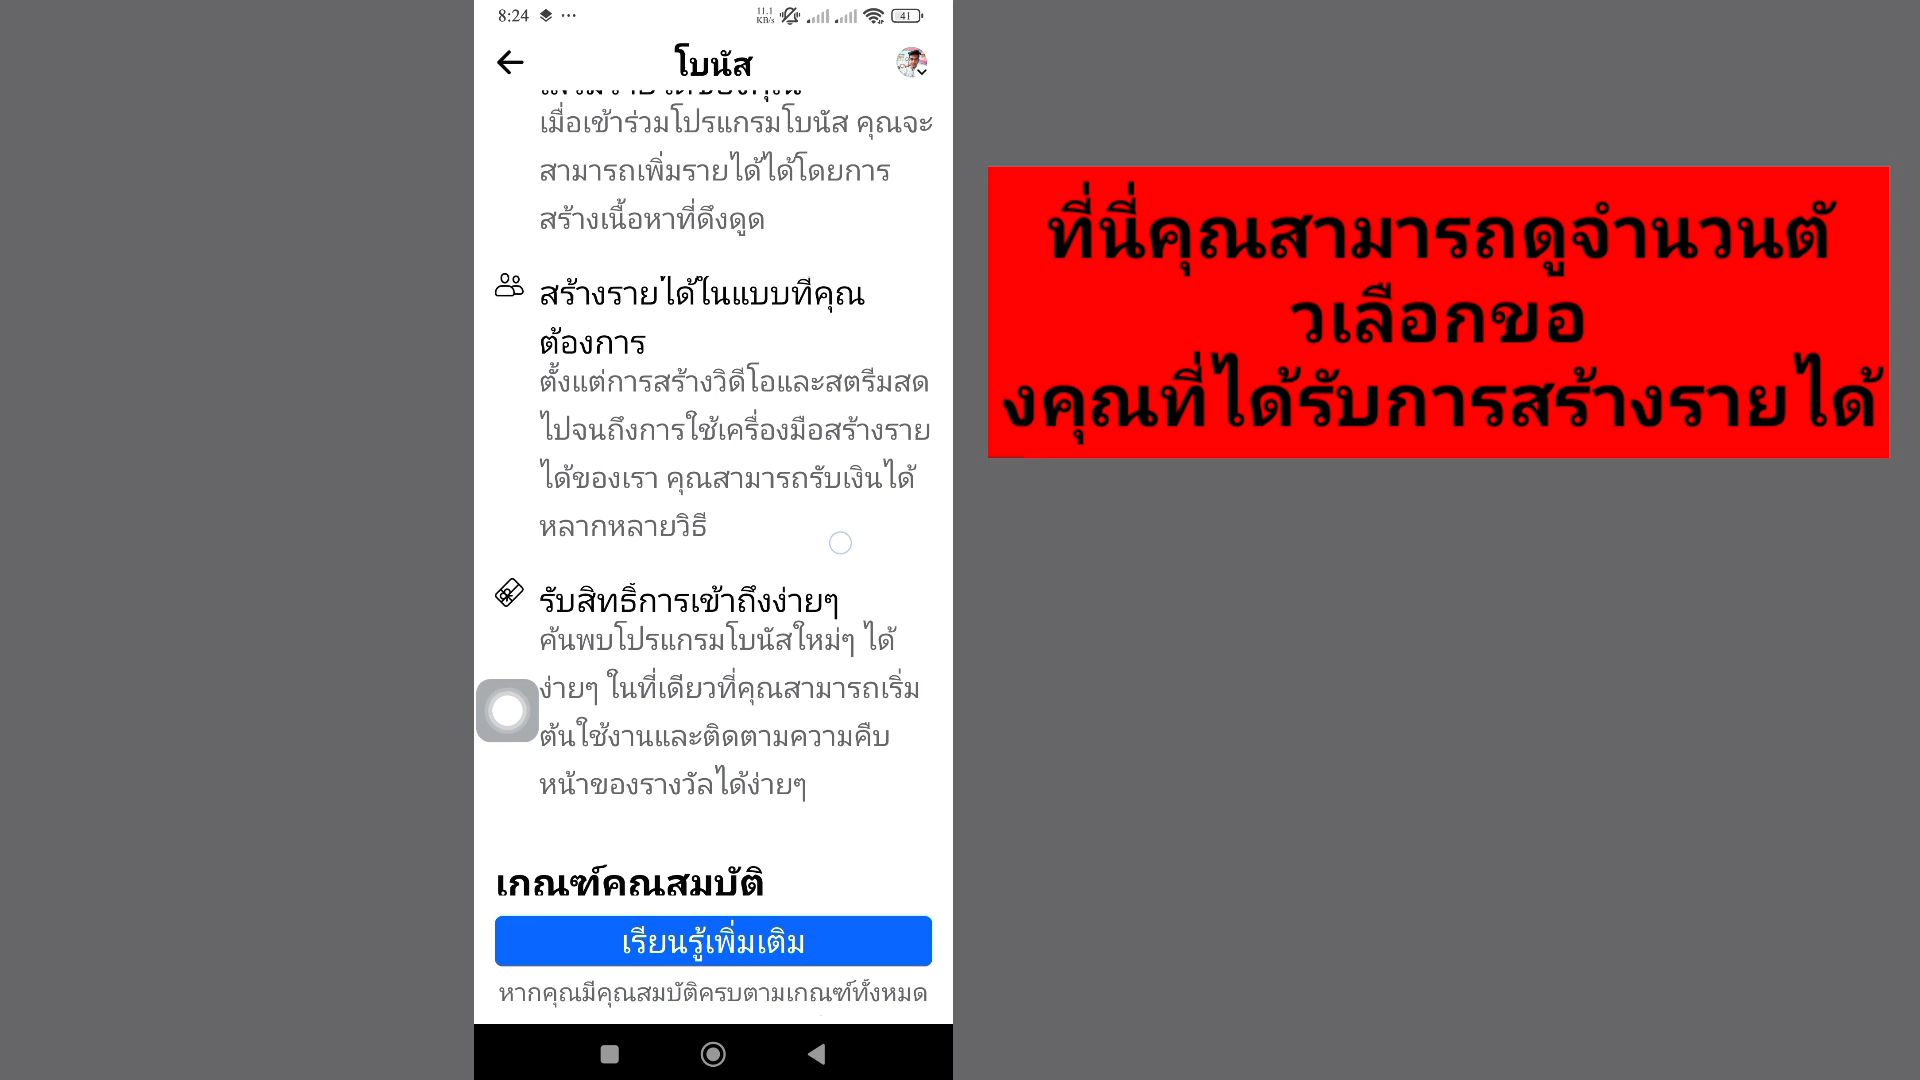 8:24
11.1
KB/s
41
โบนัส
เมื่อเข้าร่วมโปรแกรมโบนัส คุณจะ
สามารถเพิ่มรายได้ได้โดยการ
สร้างเนื้อหาที่ดึงดูด
สร้างรายได้ในแบบที่คุณ
ต้องการ
ตั้งแต่การสร้างวิดีโอและสตรีมสด
ไปจนถึงการใช้เครื่องมือสร้างราย
ได้ของเรา คุณสามารถรับเงินได้
หลากหลายวิธี
รับสิทธิ์การเข้าถึงง่ายๆ
ค้นพบโปรแกรมโบนัสใหม่ๆ ได้
ง่ายๆ ในที่เดียวที่คุณสามารถเริ่ม
ต้นใช้งานและติดตามความคืบ
หน้าของรางวัลได้ง่ายๆ
เกณฑ์คุณสมบัติ
เรียนรู้เพิ่มเติม
หากคุณมีคุณสมบัติครบตามเกณฑ์ทั้งหมด
ที่นี่คุณสามารถดูจำนวนตั
วเลือกขอ
งคุณที่ได้รับการสร้างรายได้